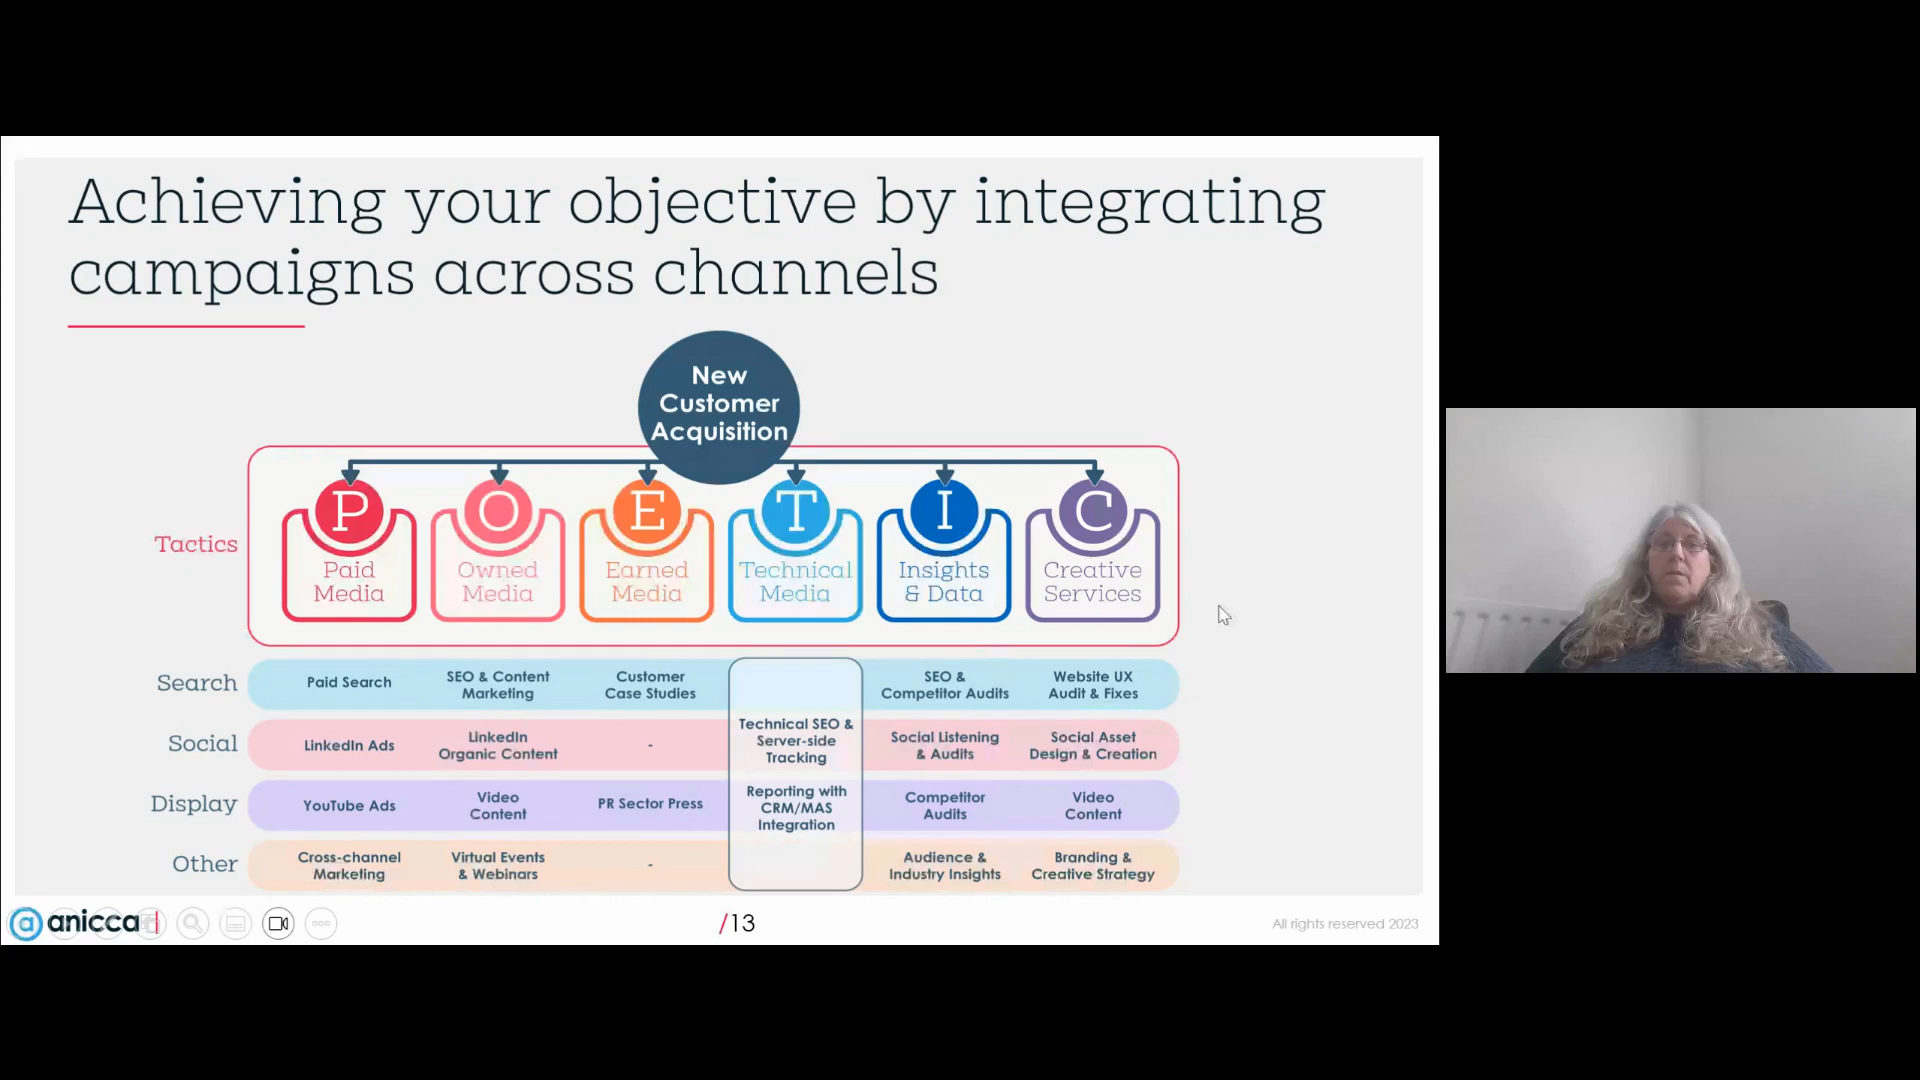 Achieving your objective by integrating
campaigns across channels
New
Customer
Acquisition
Tactics
P
O
E
T
I
C
Paid
Media
Owned
Media
Earned
Media
Technical
Media
Insights
& Data
Creative
Services
Search
Paid Search
SEO & Content
Marketing
Customer
Case Studies
SEO &
Competitor Audits
Website UX
Audit & Fixes
Technical SEO &
Server-side
Tracking
Reporting with
CRM/MAS
Integration
Social
LinkedIn Ads
LinkedIn
Organic Content
-
Social Listening
& Audits
Social Asset
Design & Creation
Display
YouTube Ads
Video
Content
PR Sector Press
Competitor
Audits
Video
Content
Other
Cross-channel
Marketing
Virtual Events
& Webinars
-
Audience &
Industry Insights
Branding &
Creative Strategy
@ anicca
/13
All rights reserved 2023